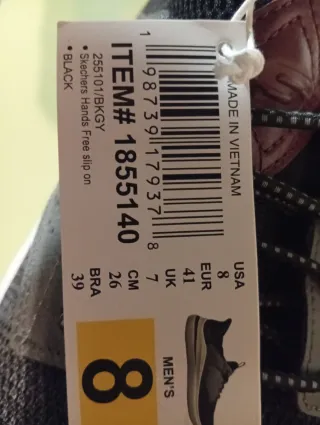 MADE IN VIETNAM
1 98739 17937 8
ITEM# 1855140
255101/BKGY
• Skechers Hands Free slip on
• BLACK
USA EUR UK CM BRA
8 41 7 26 39
MEN'S
8